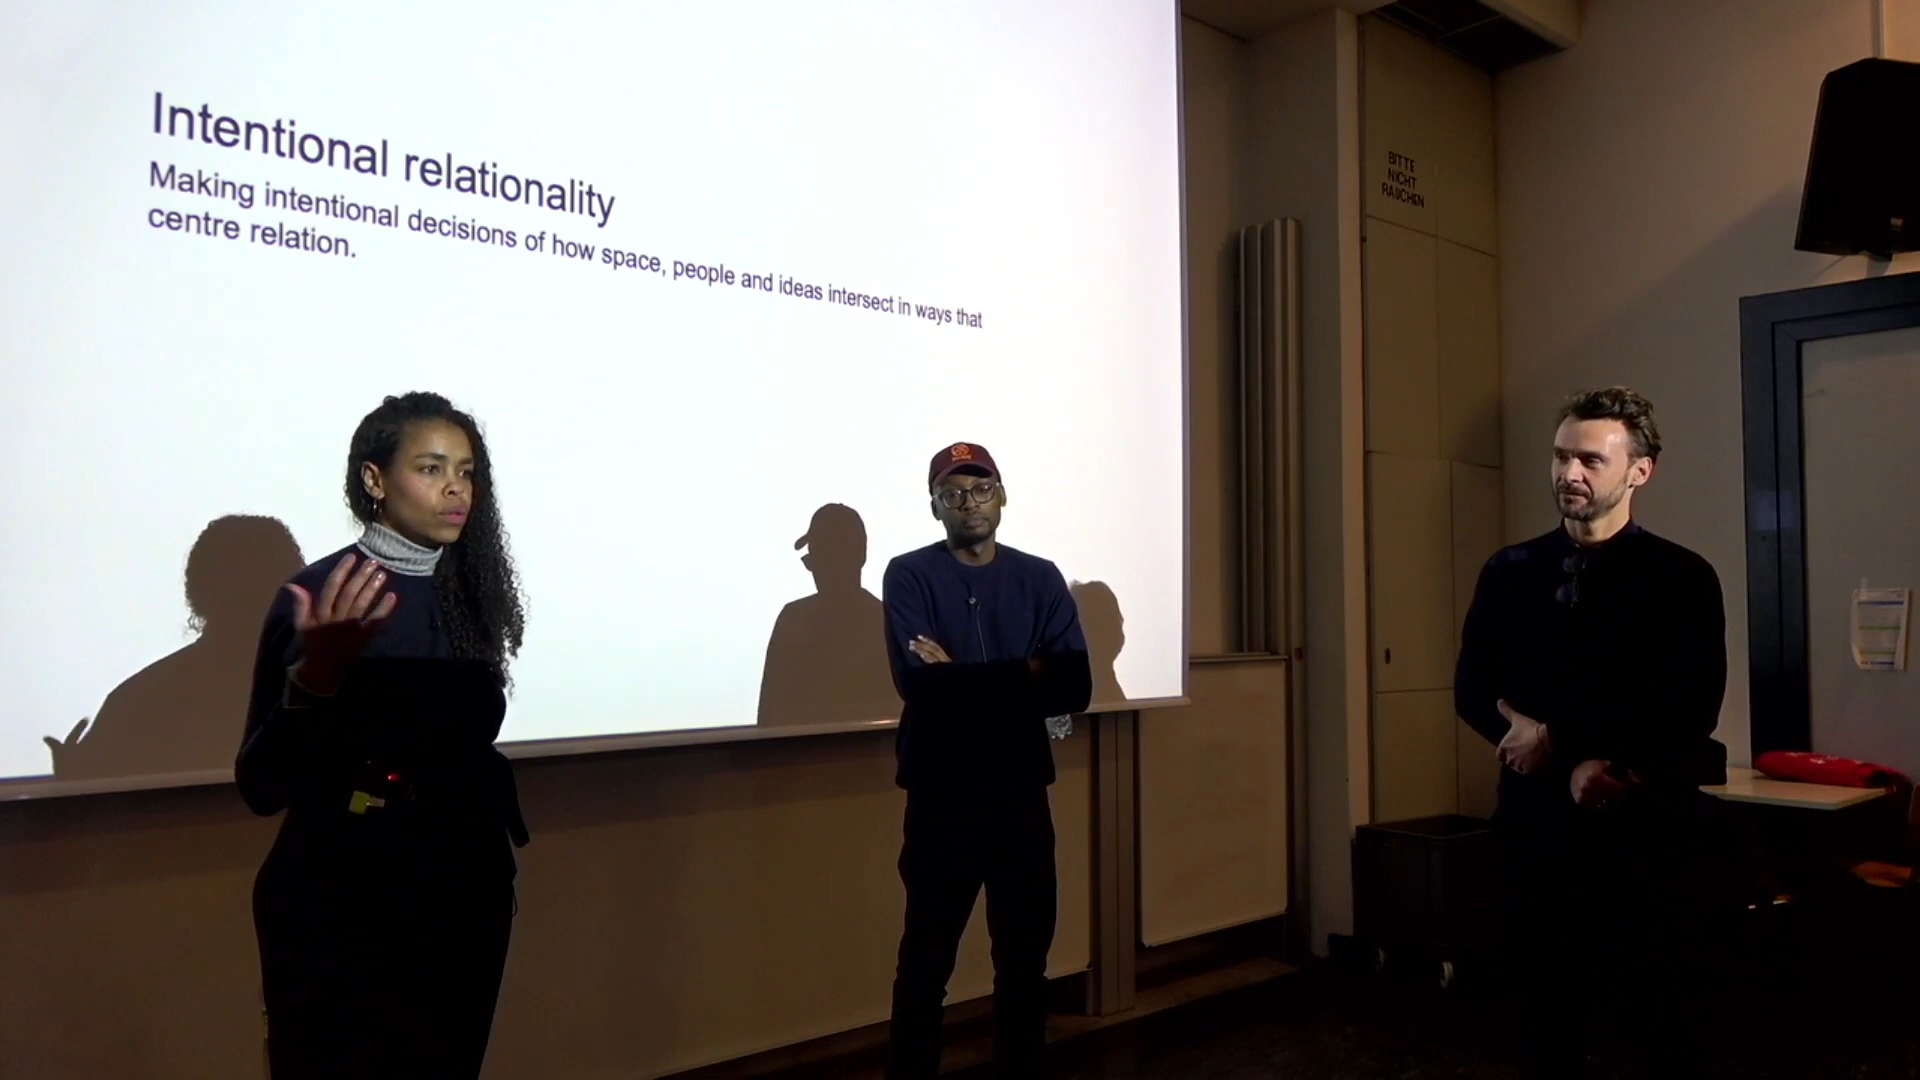 Intentional relationality
Making intentional decisions of how space, people and ideas intersect in ways that
centre relation.
BITTE
NICHT
RAUCHEN